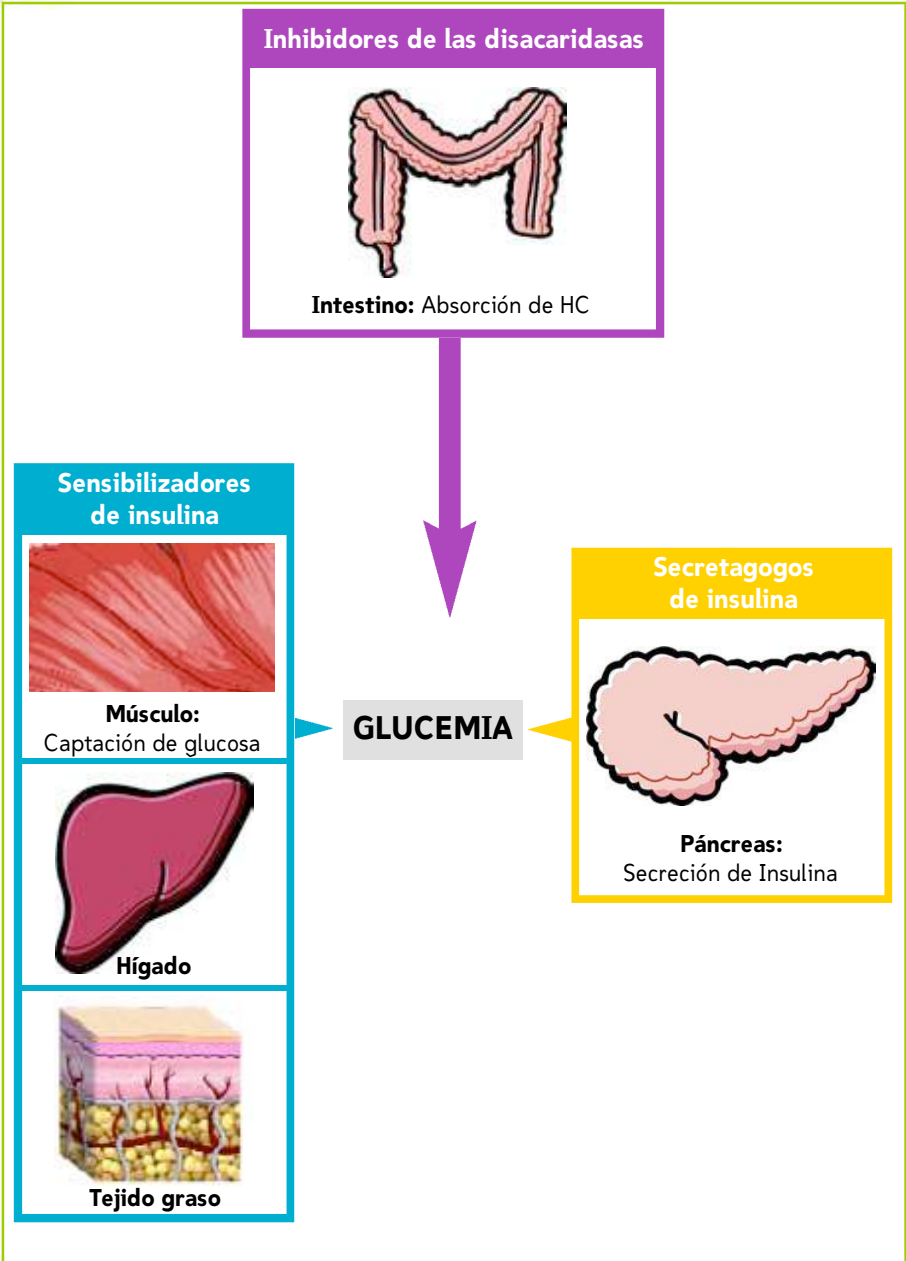 Inhibidores de las disacaridasas
Intestino: Absorción de HC
Sensibilizadores
de insulina
Músculo:
Captación de glucosa
Hígado
Tejido graso
GLUCEMIA
Secretagogos
de insulina
Páncreas:
Secreción de Insulina